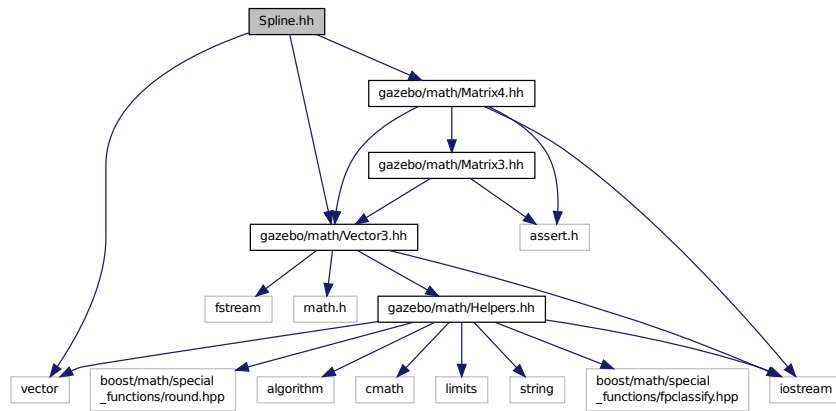 Spline.hh
gazebo/math/Matrix4.hh
gazebo/math/Matrix3.hh
gazebo/math/Vector3.hh
assert.h
fstream
math.h
gazebo/math/Helpers.hh
vector
boost/math/special
_functions/round.hpp
algorithm
cmath
limits
string
boost/math/special
_functions/fpclassify.hpp
iostream